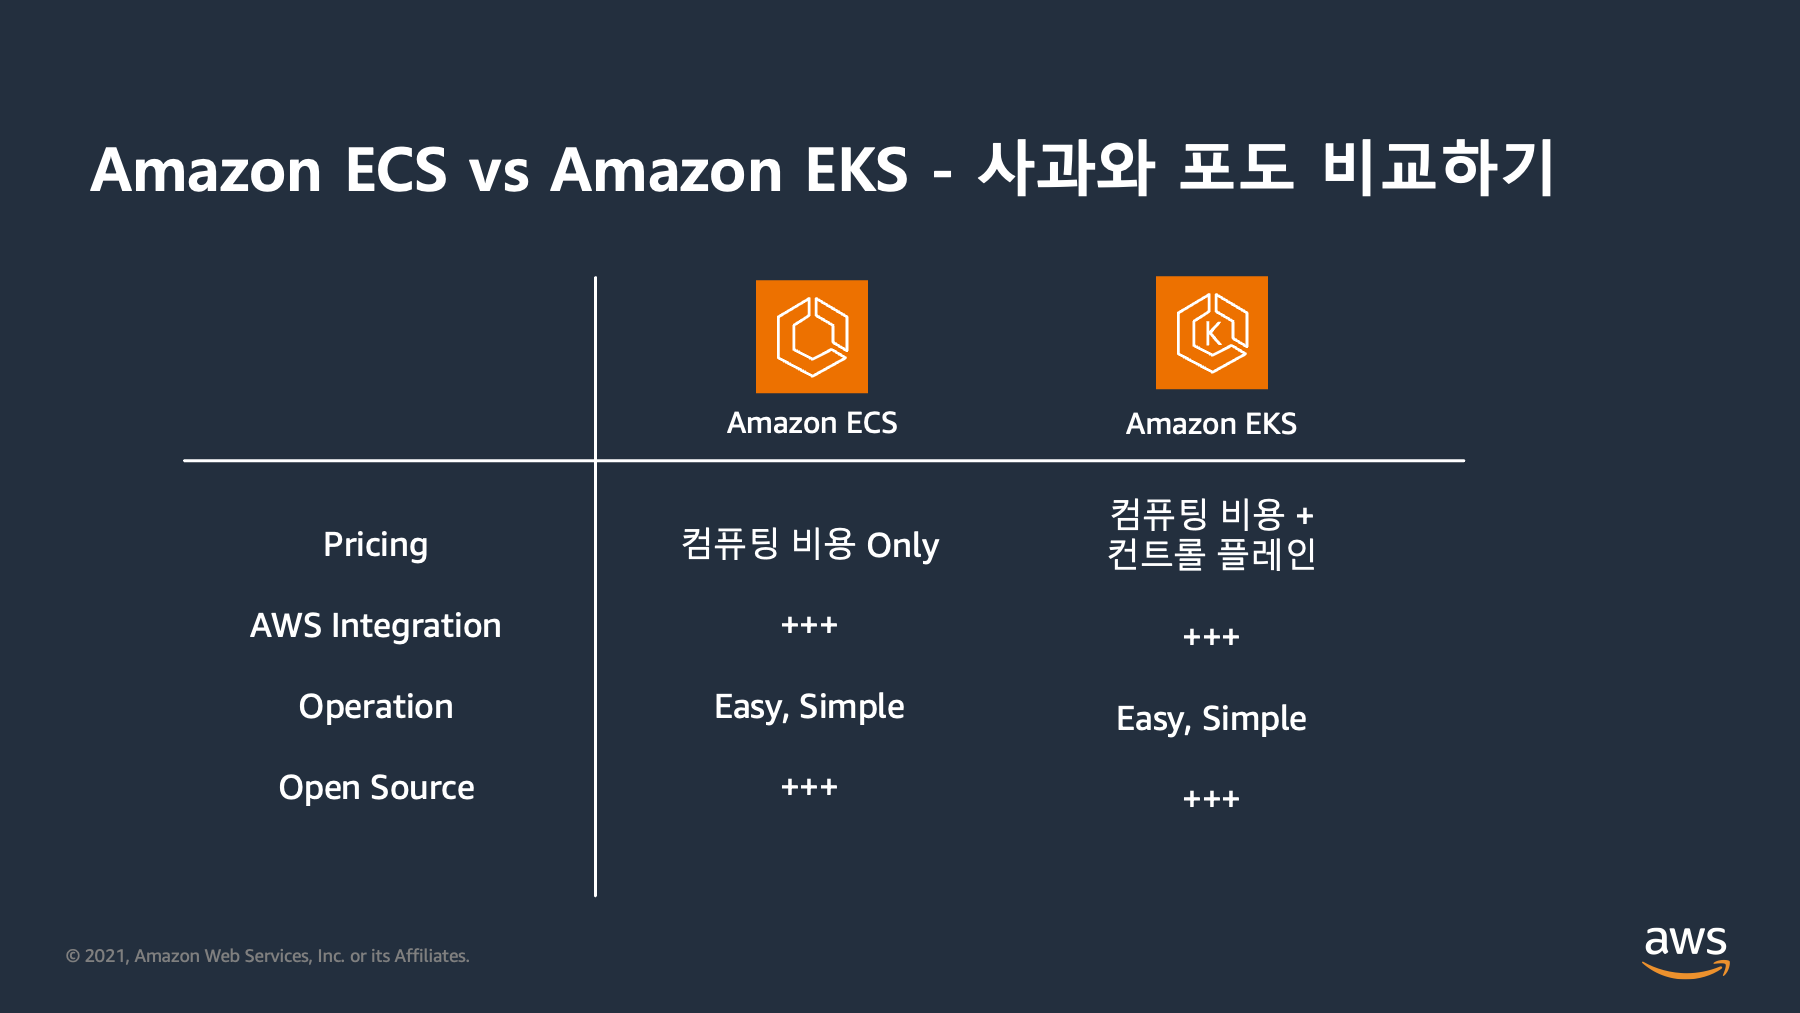 Amazon ECS vs Amazon EKS - 사과와 포도 비교하기
K
Amazon ECS
Amazon EKS
Pricing
컴퓨팅 비용 Only
컴퓨팅 비용 +
컨트롤 플레인
AWS Integration
+++
+++
Operation
Easy, Simple
Easy, Simple
Open Source
+++
+++
© 2021, Amazon Web Services, Inc. or its Affiliates.
aws